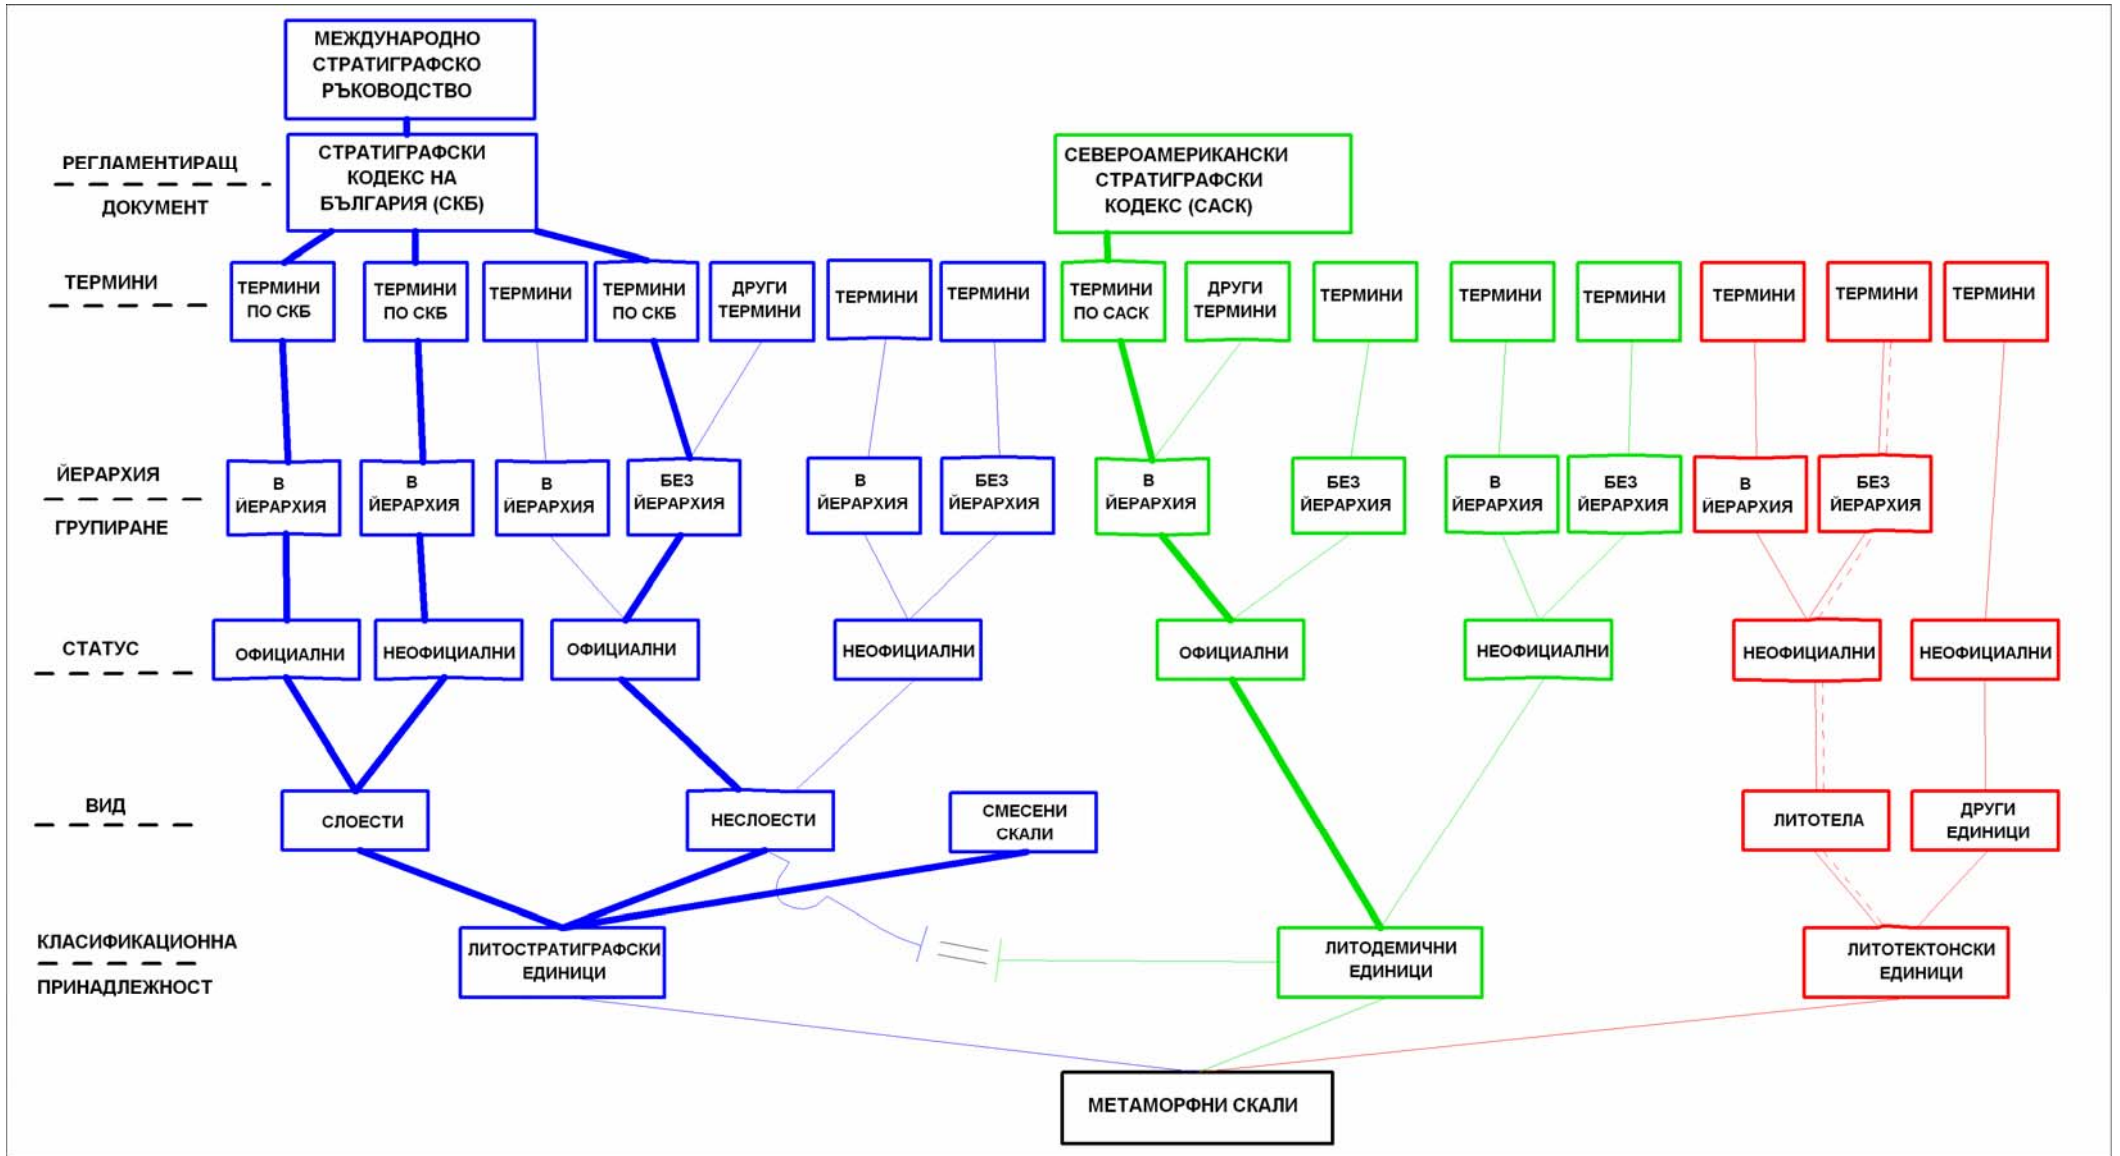 МЕЖДУНАРОДНО
СТРАТИГРАФСКО
РЪКОВОДСТВО
РЕГЛАМЕНТИРАЩ
ДОКУМЕНТ
СТРАТИГРАФСКИ
КОДЕКС НА
БЪЛГАРИЯ (СКБ)
СЕВЕРОАМЕРИКАНСКИ
СТРАТИГРАФСКИ
КОДЕКС (САСК)
ТЕРМИНИ
ТЕРМИНИ
ПО СКБ
ТЕРМИНИ
ПО СКБ
ТЕРМИНИ
ТЕРМИНИ
ПО СКБ
ДРУГИ
ТЕРМИНИ
ТЕРМИНИ
ТЕРМИНИ
ТЕРМИНИ
ПО САСК
ДРУГИ
ТЕРМИНИ
ТЕРМИНИ
ТЕРМИНИ
ТЕРМИНИ
ТЕРМИНИ
ТЕРМИНИ
ТЕРМИНИ
ЙЕРАРХИЯ
ГРУПИРАНЕ
В
ЙЕРАРХИЯ
В
ЙЕРАРХИЯ
В
ЙЕРАРХИЯ
БЕЗ
ЙЕРАРХИЯ
В
ЙЕРАРХИЯ
БЕЗ
ЙЕРАРХИЯ
В
ЙЕРАРХИЯ
БЕЗ
ЙЕРАРХИЯ
В
ЙЕРАРХИЯ
БЕЗ
ЙЕРАРХИЯ
В
ЙЕРАРХИЯ
БЕЗ
ЙЕРАРХИЯ
СТАТУС
ОФИЦИАЛНИ
НЕОФИЦИАЛНИ
ОФИЦИАЛНИ
НЕОФИЦИАЛНИ
ОФИЦИАЛНИ
НЕОФИЦИАЛНИ
НЕОФИЦИАЛНИ
НЕОФИЦИАЛНИ
ВИД
СЛОЕСТИ
НЕСЛОЕСТИ
СМЕСЕНИ
СКАЛИ
ЛИТОТЕЛА
ДРУГИ
ЕДИНИЦИ
КЛАСИФИКАЦИОННА
ПРИНАДЛЕЖНОСТ
ЛИТОСТРАТИГРАФСКИ
ЕДИНИЦИ
ЛИТОДЕМИЧНИ
ЕДИНИЦИ
ЛИТОТЕКТОНСКИ
ЕДИНИЦИ
МЕТАМОРФНИ СКАЛИ